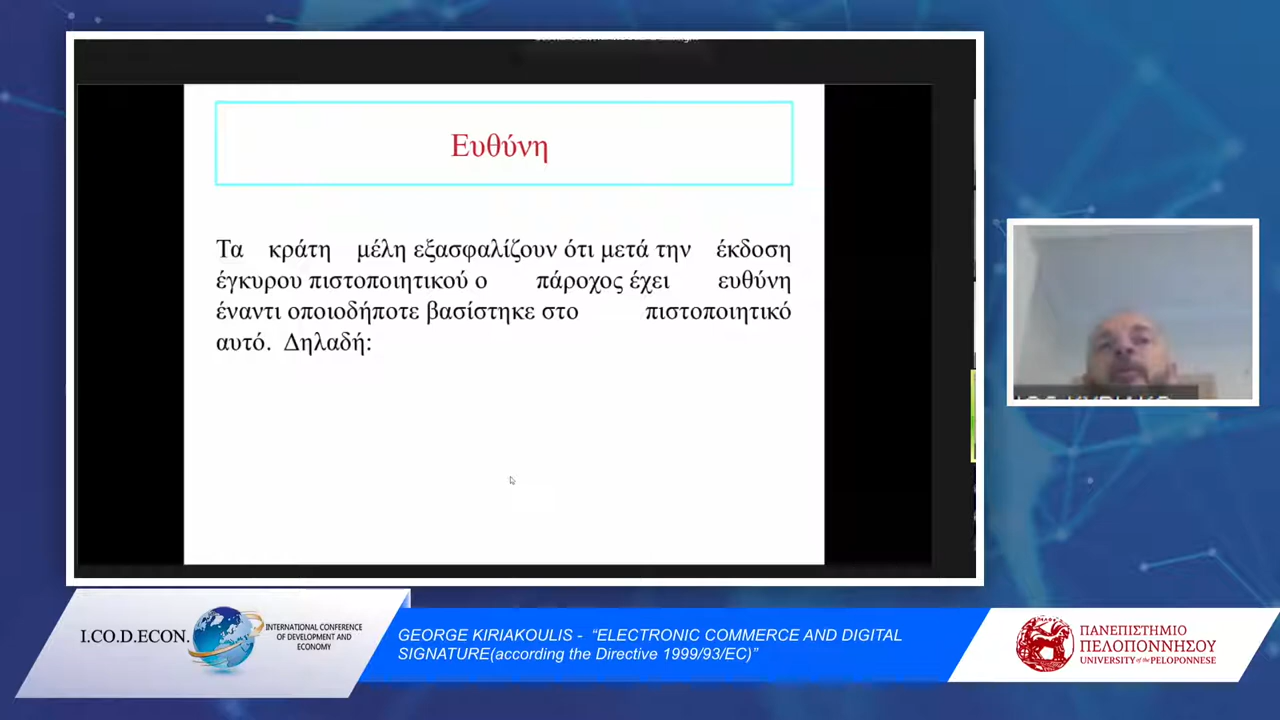 Ευθύνη
Τα κράτη μέλη εξασφαλίζουν ότι μετά την έκδοση
έγκυρου πιστοποιητικού ο πάροχος έχει ευθύνη
έναντι οποιοδήποτε βασίστηκε στο πιστοποιητικό
αυτό. Δηλαδή:
I.CO.D.ECON.
INTERNATIONAL CONFERENCE
OF DEVELOPMENT AND
ECONOMY
GEORGE KIRIAKOULIS - “ELECTRONIC COMMERCE AND DIGITAL
SIGNATURE(according the Directive 1999/93/EC)”
ΠΑΝΕΠΙΣΤΗΜΙΟ
ΠΕΛΟΠΟΝΝΗΣΟΥ
UNIVERSITY of the PELOPONNESE